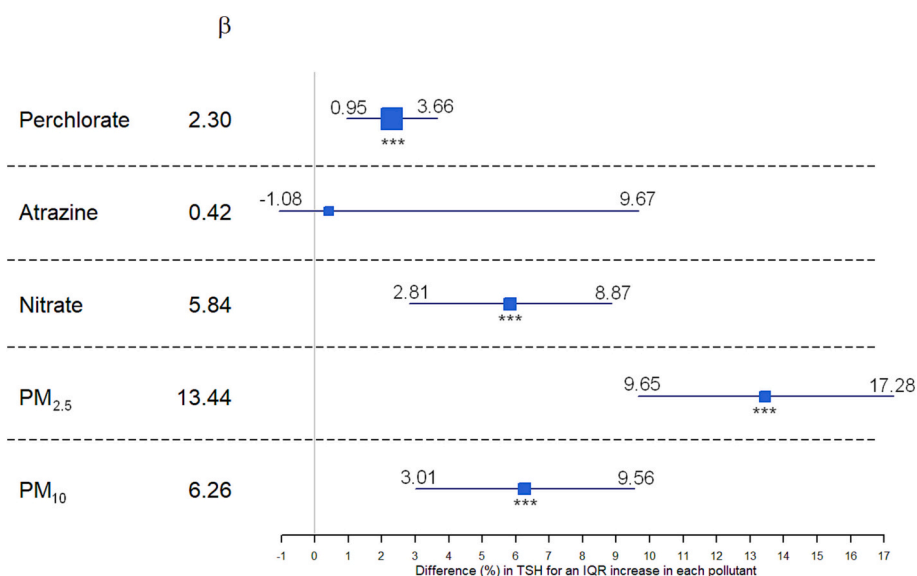 β
0.95 3.66
Perchlorate 2.30
***
-1.08 9.67
Atrazine 0.42
2.81 8.87
Nitrate 5.84
***
9.65 17.28
PM2.5 13.44
***
3.01 9.56
PM10 6.26
***
-1 0 1 2 3 4 5 6 7 8 9 10 11 12 13 14 15 16 17
Difference (%) in TSH for an IQR increase in each pollutant